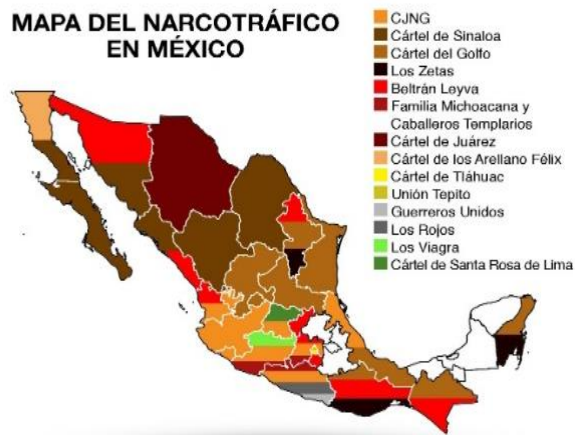 MAPA DEL NARCOTRÁFICO
EN MÉXICO
CJNG
Cártel de Sinaloa
Cártel del Golfo
Los Zetas
Beltrán Leyva
Familia Michoacana y
Caballeros Templarios
Cártel de Juárez
Cártel de los Arellano Félix
Cártel de Tláhuac
Unión Tepito
Guerreros Unidos
Los Rojos
Los Viagra
Cártel de Santa Rosa de Lima